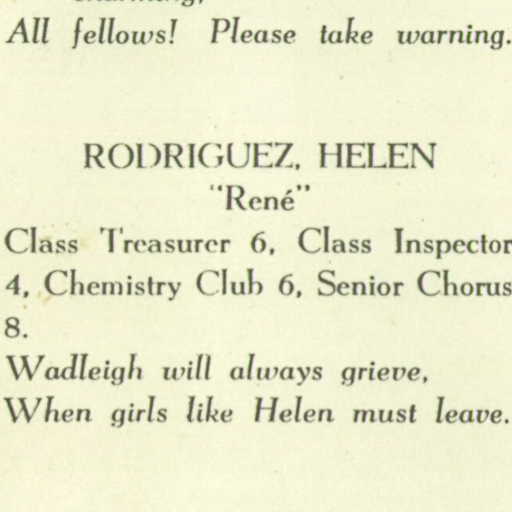 All fellows! Please take warning.
RODRIGUEZ, HELEN
"René"
Class Treasurer 6, Class Inspector
4, Chemistry Club 6, Senior Chorus
8.
Wadleigh will always grieve,
When girls like Helen must leave.